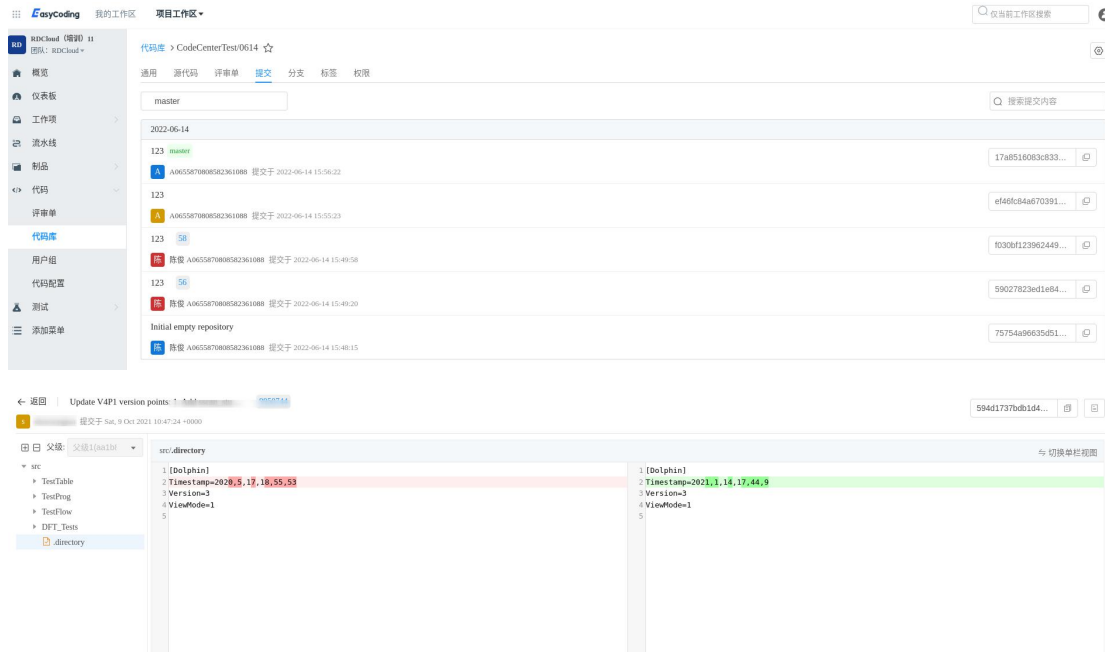 EasyCoding 我的工作区 项目工作区 仅当前工作区搜索
RD RDCloud（培训）11
团队：RDCloud
概览
仪表板
工作项
流水线
制品
代码
评审单
代码库
用户组
代码配置
测试
添加菜单
代码库 > CodeCenterTest/0614
通用 源代码 评审单 提交 分支 标签 权限
master 搜索提交内容
2022-06-14
123 master
A A0655870808582361088 提交于 2022-06-14 15:56:22 17a8516083c833...
123
A A0655870808582361088 提交于 2022-06-14 15:55:23 ef46fc84a670391...
123 58
陈 陈俊 A0655870808582361088 提交于 2022-06-14 15:49:58 f030bf123962449...
123 56
陈 陈俊 A0655870808582361088 提交于 2022-06-14 15:49:20 59027823ed1e84...
Initial empty repository
陈 陈俊 A0655870808582361088 提交于 2022-06-14 15:48:15 75754a96635d51...
返回 Update V4P1 version points:
提交于 Sat, 9 Oct 2021 10:47:24 +0000 594d1737bdb1d4...
父级: 父级1(aa1b
src
TestTable
TestProg
TestFlow
DFT_Tests
.directory
src/.directory 切换单栏视图
1 [Dolphin]
2 Timestamp=2020,5,17,18,55,53
3 Version=3
4 ViewMode=1
5
1 [Dolphin]
2 Timestamp=2021,1,14,17,44,9
3 Version=3
4 ViewMode=1
5